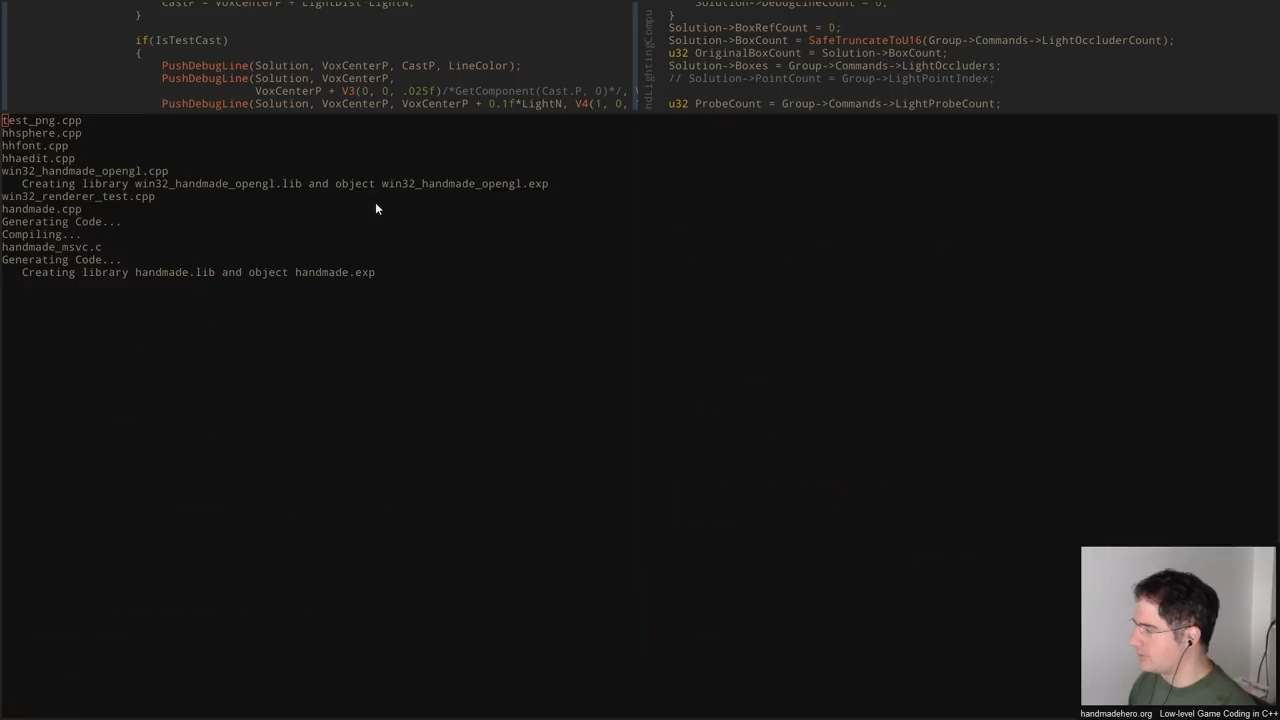 CastP = VoxCenterP + LightDist*LightN;
}
if(IsTestCast)
{
PushDebugLine(Solution, VoxCenterP, CastP, LineColor);
PushDebugLine(Solution, VoxCenterP,
VoxCenterP + V3(0, 0, .025f)/*GetComponent(Cast.P, 0)*/,
PushDebugLine(Solution, VoxCenterP, VoxCenterP + 0.1f*LightN, V4(1, 0,
Solution->DebugLineCount = 0;
}
Solution->BoxRefCount = 0;
Solution->BoxCount = SafeTruncateToU16(Group->Commands->LightOccluderCount);
u32 OriginalBoxCount = Solution->BoxCount;
Solution->Boxes = Group->Commands->LightOccluders;
// Solution->PointCount = Group->LightPointIndex;
u32 ProbeCount = Group->Commands->LightProbeCount;
ndLightingCompu
test_png.cpp
hhsphere.cpp
hhfont.cpp
hhaedit.cpp
win32_handmade_opengl.cpp
Creating library win32_handmade_opengl.lib and object win32_handmade_opengl.exp
win32_renderer_test.cpp
handmade.cpp
Generating Code...
Compiling...
handmade_msvc.c
Generating Code...
Creating library handmade.lib and object handmade.exp
handmadehero.org Low-level Game Coding in C++